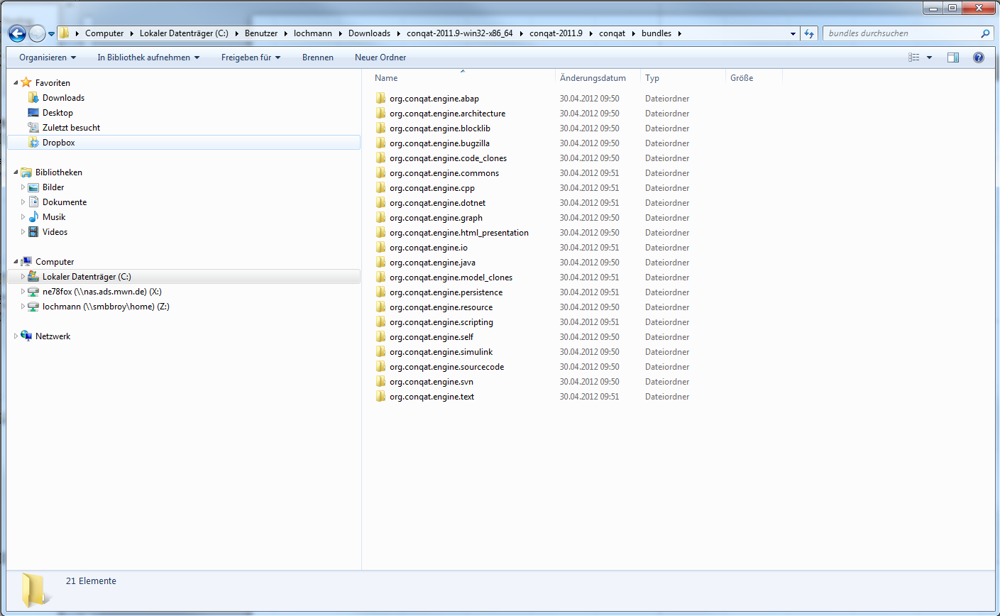 Computer Lokaler Datenträger (C:) Benutzer lochmann Downloads conqat-2011.9-win32-x86_64 conqat-2011.9 conqat bundles bundles durchsuchen
Organisieren In Bibliothek aufnehmen Freigeben für Brennen Neuer Ordner
Favoriten
Downloads
Desktop
Zuletzt besucht
Dropbox
Bibliotheken
Bilder
Dokumente
Musik
Videos
Computer
Lokaler Datenträger (C:)
ne78fox (\\nas.ads.mwn.de) (X:)
lochmann (\\smbbroy\home) (Z:)
Netzwerk
Name Änderungsdatum Typ Größe
org.conqat.engine.abap 30.04.2012 09:50 Dateiordner
org.conqat.engine.architecture 30.04.2012 09:50 Dateiordner
org.conqat.engine.blocklib 30.04.2012 09:50 Dateiordner
org.conqat.engine.bugzilla 30.04.2012 09:50 Dateiordner
org.conqat.engine.code_clones 30.04.2012 09:50 Dateiordner
org.conqat.engine.commons 30.04.2012 09:51 Dateiordner
org.conqat.engine.cpp 30.04.2012 09:51 Dateiordner
org.conqat.engine.dotnet 30.04.2012 09:51 Dateiordner
org.conqat.engine.graph 30.04.2012 09:50 Dateiordner
org.conqat.engine.html_presentation 30.04.2012 09:50 Dateiordner
org.conqat.engine.io 30.04.2012 09:51 Dateiordner
org.conqat.engine.java 30.04.2012 09:50 Dateiordner
org.conqat.engine.model_clones 30.04.2012 09:51 Dateiordner
org.conqat.engine.persistence 30.04.2012 09:51 Dateiordner
org.conqat.engine.resource 30.04.2012 09:50 Dateiordner
org.conqat.engine.scripting 30.04.2012 09:51 Dateiordner
org.conqat.engine.self 30.04.2012 09:50 Dateiordner
org.conqat.engine.simulink 30.04.2012 09:50 Dateiordner
org.conqat.engine.sourcecode 30.04.2012 09:50 Dateiordner
org.conqat.engine.svn 30.04.2012 09:50 Dateiordner
org.conqat.engine.text 30.04.2012 09:51 Dateiordner
21 Elemente